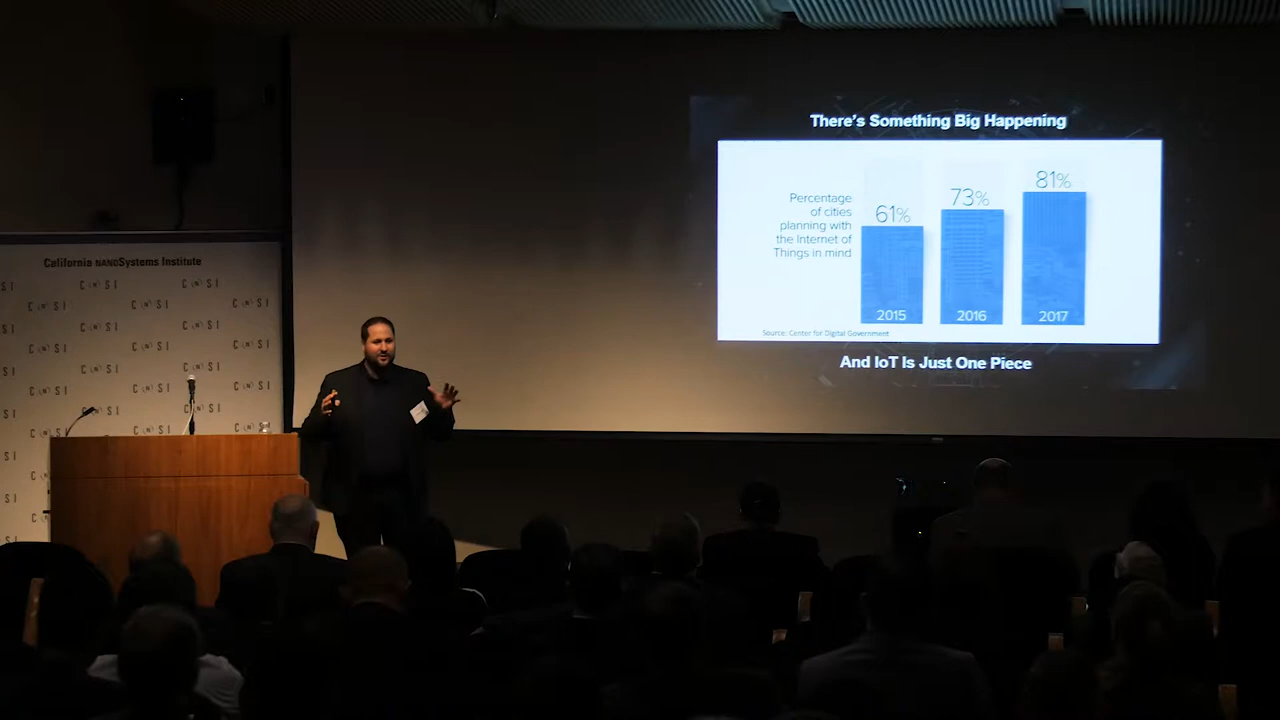 There's Something Big Happening
Percentage
of cities
planning with
the Internet of
Things in mind
61%
73%
81%
2015
2016
2017
Source: Center for Digital Government
And IoT Is Just One Piece
California NANOSystems Institute
C (N) S I
C (N) S I
C (N) S I
C (N) S I
C (N) S I
C (N) S I
C (N) S I
C (N) S I
C (N) S I
C (N) S I
C (N) S I
C (N) S I
C (N) S I
C (N) S I